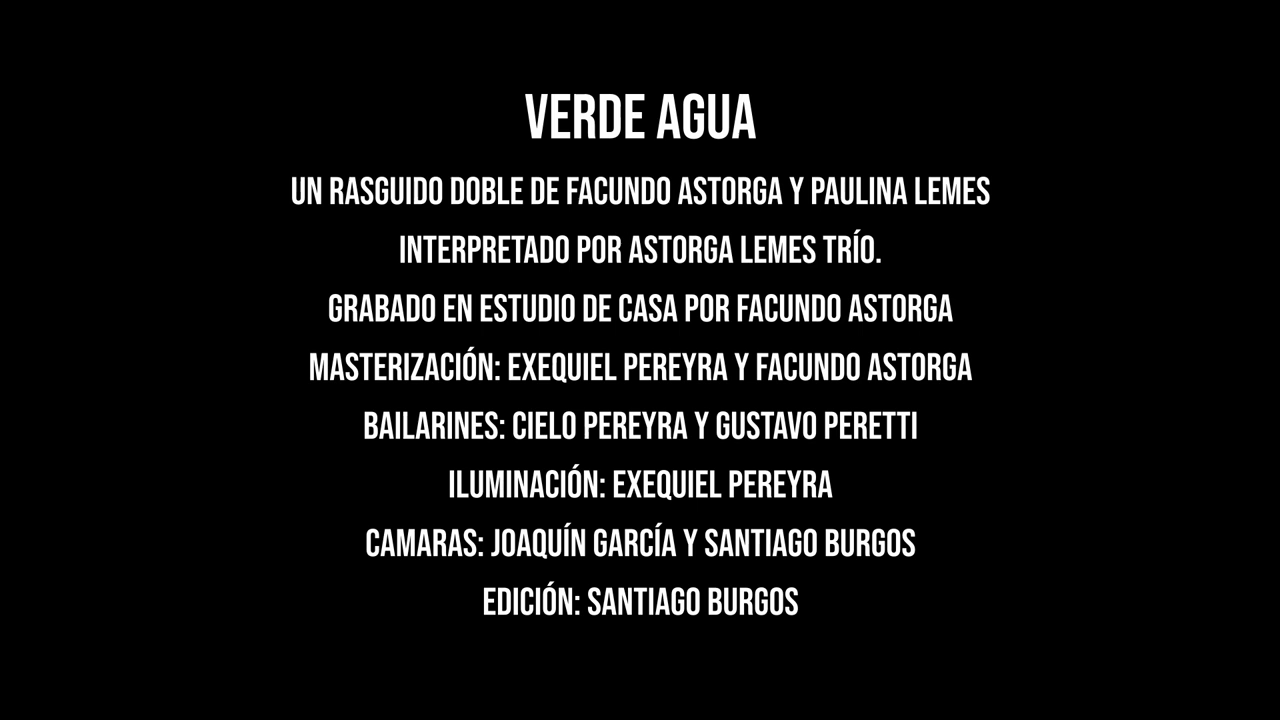 VERDE AGUA
UN RASGUIDO DOBLE DE FACUNDO ASTORGA Y PAULINA LEMES
INTERPRETADO POR ASTORGA LEMES TRÍO.
GRABADO EN ESTUDIO DE CASA POR FACUNDO ASTORGA
MASTERIZACIÓN: EXEQUIEL PEREYRA Y FACUNDO ASTORGA
BAILARINES: CIELO PEREYRA Y GUSTAVO PERETTI
ILUMINACIÓN: EXEQUIEL PEREYRA
CAMARAS: JOAQUÍN GARCÍA Y SANTIAGO BURGOS
EDICIÓN: SANTIAGO BURGOS